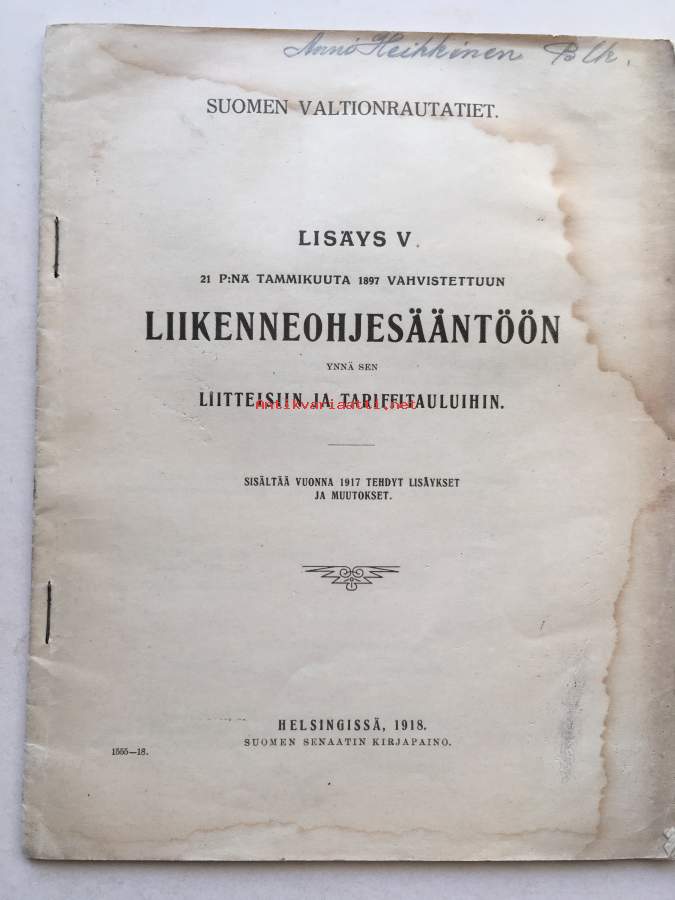 Anni Heikkinen Blk.
SUOMEN VALTIONRAUTATIET.
LISÄYS V.
21 P:NÄ TAMMIKUUTA 1897 VAHVISTETTUUN
LIIKENNEOHJESÄÄNTÖÖN
YNNÄ SEN
LIITTEISIIN JA TARIFFITAULUIHIN.
Antikvariaatti.net
SISÄLTÄÄ VUONNA 1917 TEHDYT LISÄYKSET
JA MUUTOKSET.
HELSINGISSÄ, 1918.
SUOMEN SENAATIN KIRJAPAINO.
1565—18.